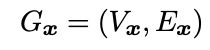 G_𝒙 = (V_𝒙, E_𝒙)